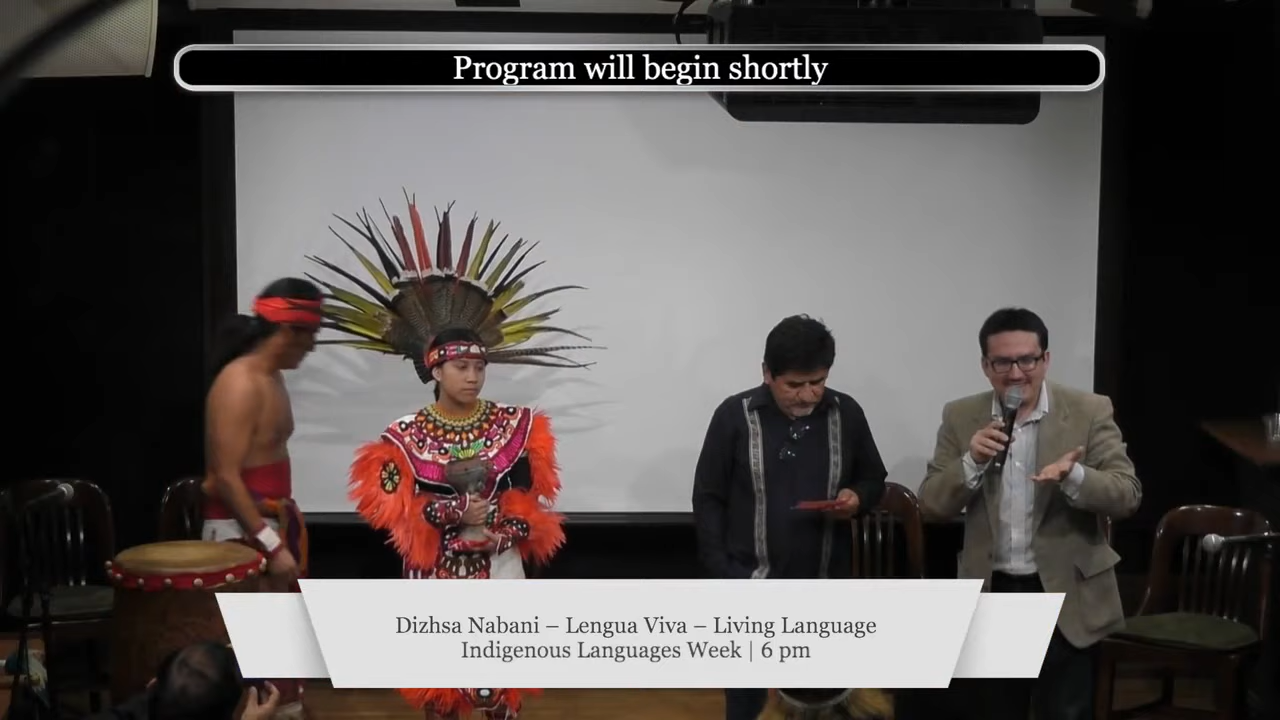 Program will begin shortly
Dizhsa Nabani – Lengua Viva – Living Language
Indigenous Languages Week | 6 pm